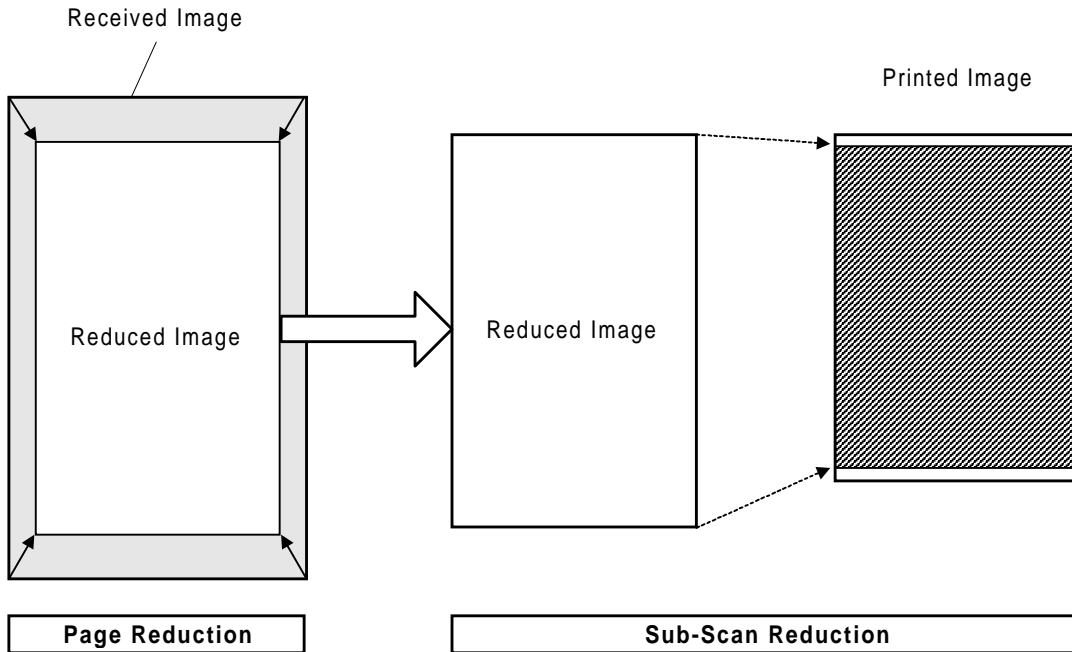 Received Image
Printed Image
Reduced Image
Reduced Image
Page Reduction
Sub-Scan Reduction